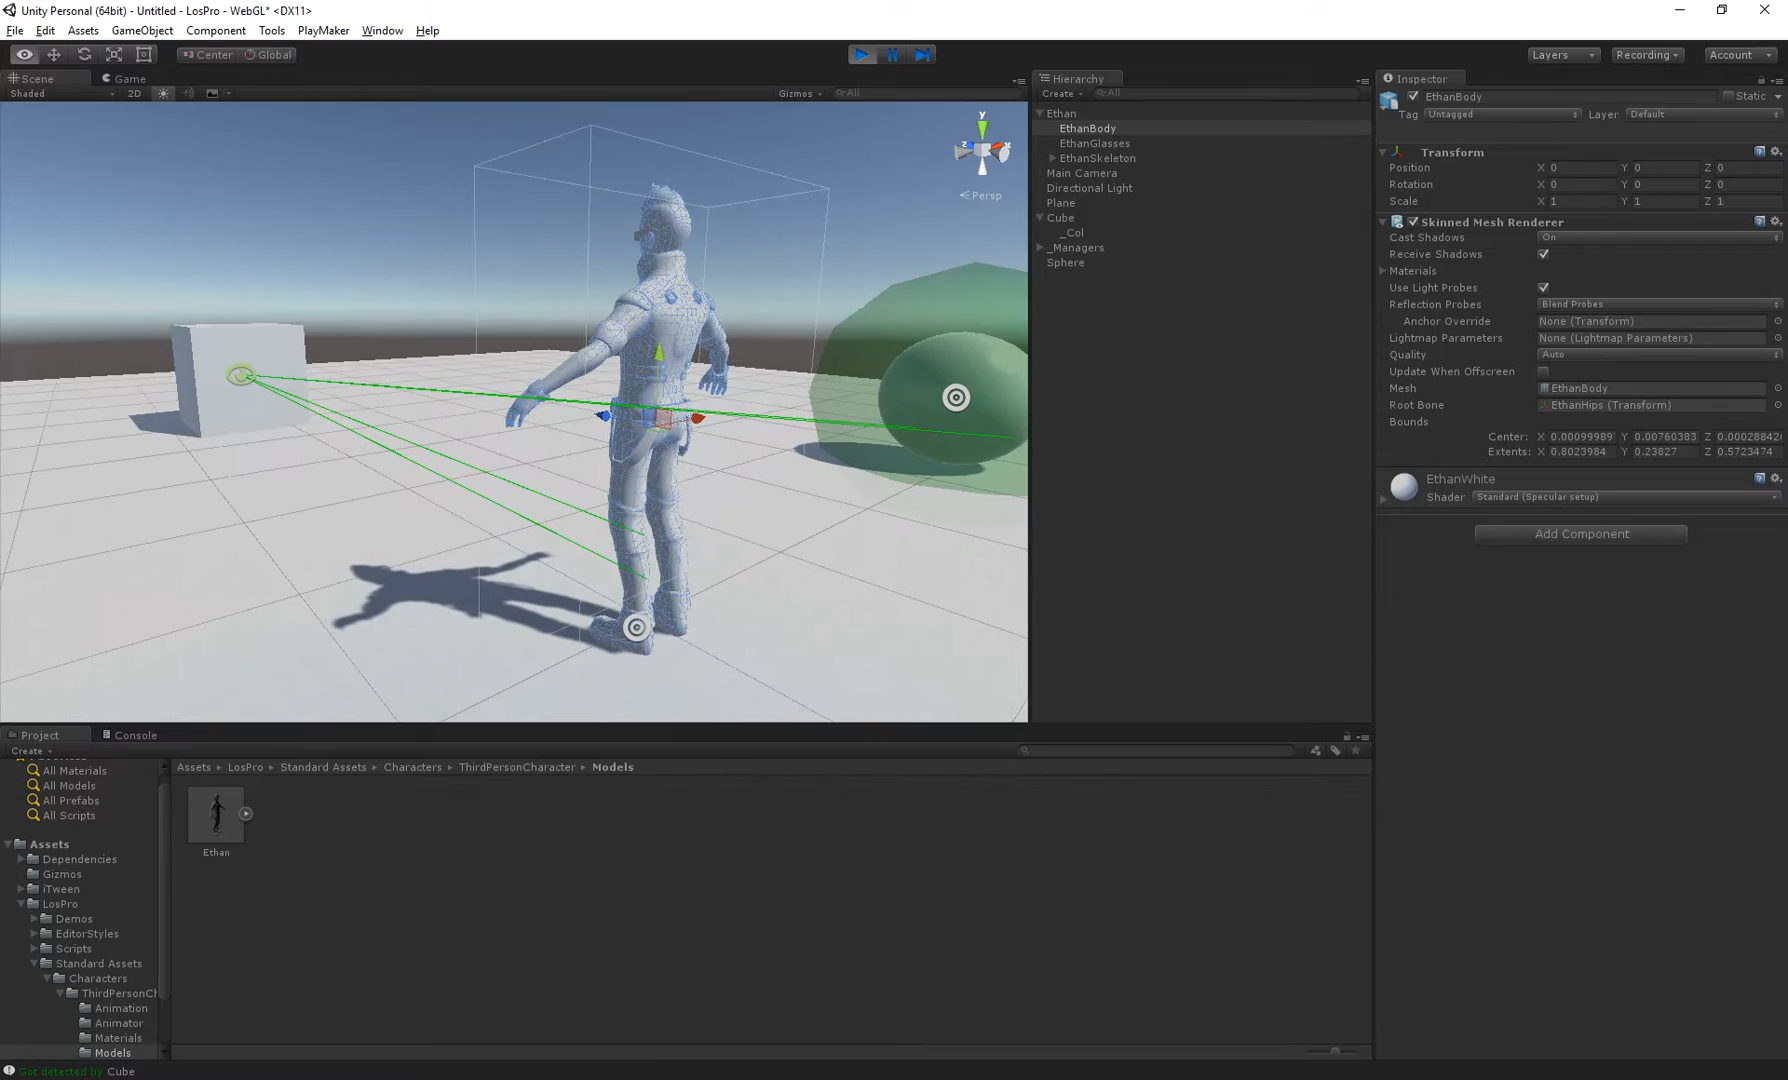 Unity Personal (64bit) - Untitled - LosPro - WebGL* <DX11>
File Edit Assets GameObject Component Tools PlayMaker Window Help
Center Global Layers Recording Account
Scene Game
Shaded 2D Gizmos All
y
x
z
Persp
Hierarchy
Create All
Ethan
EthanBody
EthanGlasses
EthanSkeleton
Main Camera
Directional Light
Plane
Cube
_Col
_Managers
Sphere
Inspector
EthanBody Static
Tag Untagged Layer Default
Transform
Position X 0 Y 0 Z 0
Rotation X 0 Y 0 Z 0
Scale X 1 Y 1 Z 1
Skinned Mesh Renderer
Cast Shadows On
Receive Shadows
Materials
Use Light Probes
Reflection Probes Blend Probes
Anchor Override None (Transform)
Lightmap Parameters None (Lightmap Parameters)
Quality Auto
Update When Offscreen
Mesh EthanBody
Root Bone EthanHips (Transform)
Bounds
Center: X 0.00099989 Y 0.00760383 Z 0.00028842
Extents: X 0.8023984 Y 0.23827 Z 0.5723474
EthanWhite
Shader Standard (Specular setup)
Add Component
Project Console
Create
All Materials
All Models
All Prefabs
All Scripts
Assets
Dependencies
Gizmos
iTween
LosPro
Demos
EditorStyles
Scripts
Standard Assets
Characters
ThirdPersonCh
Animation
Animator
Materials
Models
Assets LosPro Standard Assets Characters ThirdPersonCharacter Models
Ethan
Got detected by Cube